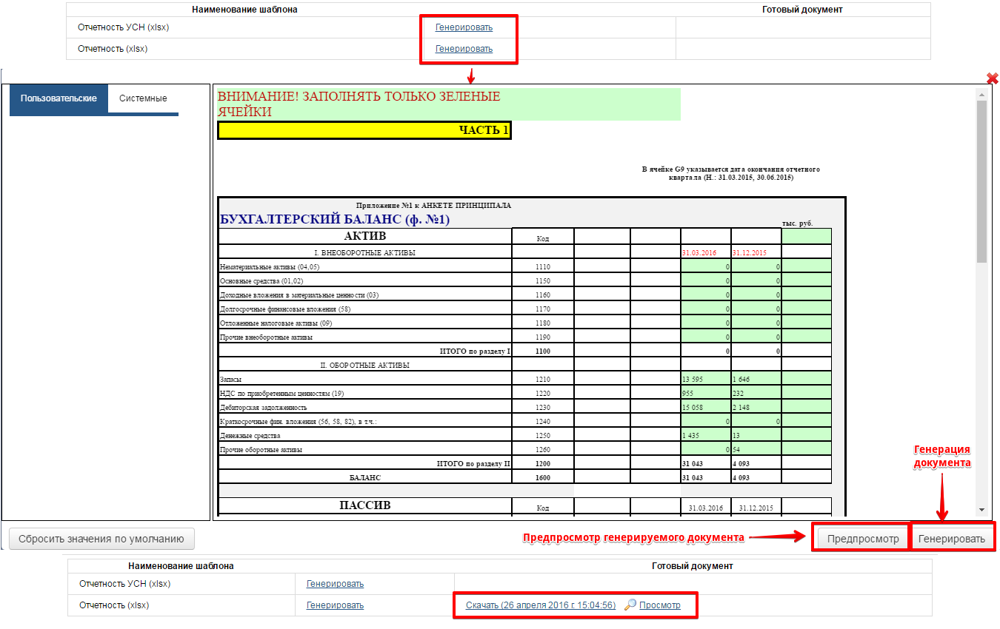 Наименование шаблона Готовый документ
Отчетность УСН (xlsx) Генерировать
Отчетность (xlsx) Генерировать
Пользовательские Системные
ВНИМАНИЕ! ЗАПОЛНЯТЬ ТОЛЬКО ЗЕЛЕНЫЕ
ЯЧЕЙКИ
ЧАСТЬ 1
В ячейке G9 указывается дата окончания отчетного
квартала (Н.: 31.03.2015, 30.06.2015)
Приложение №1 к АНКЕТЕ ПРИНЦИПАЛА
БУХГАЛТЕРСКИЙ БАЛАНС (ф. №1) тыс. руб.
АКТИВ Код
I. ВНЕОБОРОТНЫЕ АКТИВЫ 31.03.2016 31.12.2015
Нематериальные активы (04,05) 1110 0 0
Основные средства (01,02) 1150 0 0
Доходные вложения в материальные ценности (03) 1160 0 0
Долгосрочные финансовые вложения (58) 1170 0 0
Отложенные налоговые активы (09) 1180 0 0
Прочие внеоборотные активы 1190 0 0
ИТОГО по разделу I 1100 0 0
II. ОБОРОТНЫЕ АКТИВЫ
Запасы 1210 13 595 1 646
НДС по приобретенным ценностям (19) 1220 955 232
Дебиторская задолженность 1230 15 058 2 148
Краткосрочные фин. вложения (56, 58, 82), в т.ч.: 1240 0 0
Денежные средства 1250 1 435 13
Прочие оборотные активы 1260 0 54
ИТОГО по разделу II 1200 31 043 4 093
БАЛАНС 1600 31 043 4 093
ПАССИВ Код 31.03.2016 31.12.2015
Генерация
документа
Сбросить значения по умолчанию Предпросмотр генерируемого документа Предпросмотр Генерировать
Наименование шаблона Готовый документ
Отчетность УСН (xlsx) Генерировать
Отчетность (xlsx) Генерировать Скачать (26 апреля 2016 г. 15:04:56) Просмотр